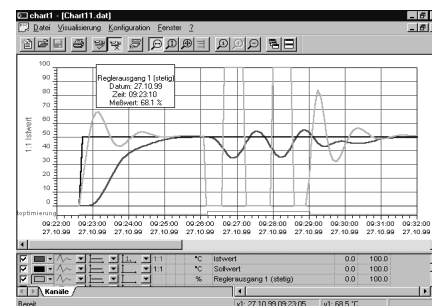 chart1 - [Chart11.dat]
Datei Visualisierung Konfiguration Fenster ?
100
90
80
70
60
50
40
30
20
10
0
1:1 Istwert
Reglerausgang 1 (stetig)
Datum: 27.10.99
Zeit: 09:23:10
Meßwert: 68.1 %
toptimierung
09:22:00 09:23:00 09:24:00 09:25:00 09:26:00 09:27:00 09:28:00 09:29:00 09:30:00 09:31:00 09:32:00
27.10.99 27.10.99 27.10.99 27.10.99 27.10.99 27.10.99 27.10.99 27.10.99 27.10.99 27.10.99 27.10.99
1:1 °C Istwert 0.0 100.0
1:1 °C Sollwert 0.0 100.0
% Reglerausgang 1 (stetig) 0.0 100.0
Kanäle
Bereit x1: 27.10.99 09:23:05 y1: 68.5 °C